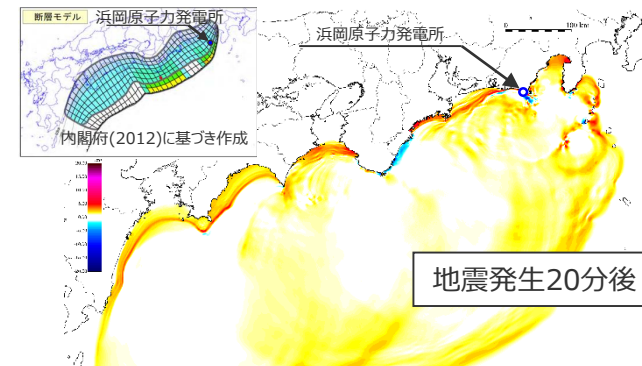 断層モデル
浜岡原子力発電所
内閣府(2012)に基づき作成
浜岡原子力発電所
0 100 km
地震発生20分後